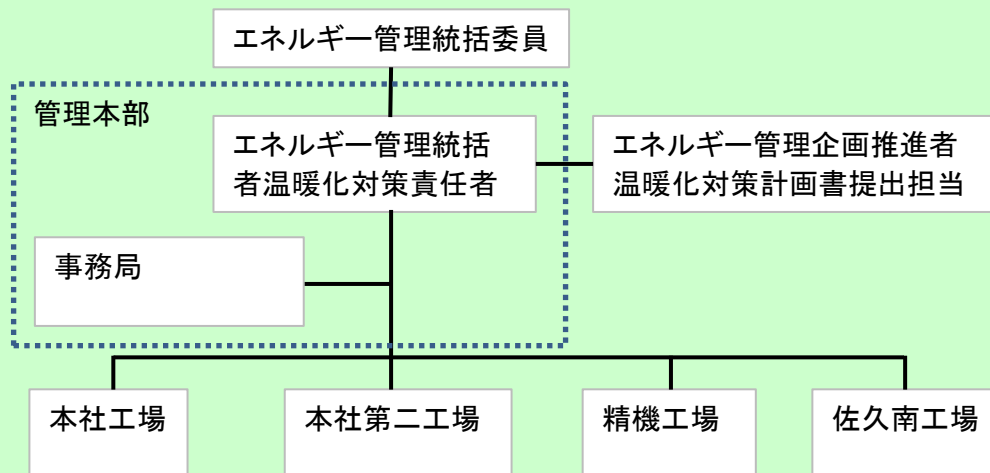 エネルギー管理統括委員
管理本部
エネルギー管理統括
者温暖化対策責任者
エネルギー管理企画推進者
温暖化対策計画書提出担当
事務局
本社工場
本社第二工場
精機工場
佐久南工場